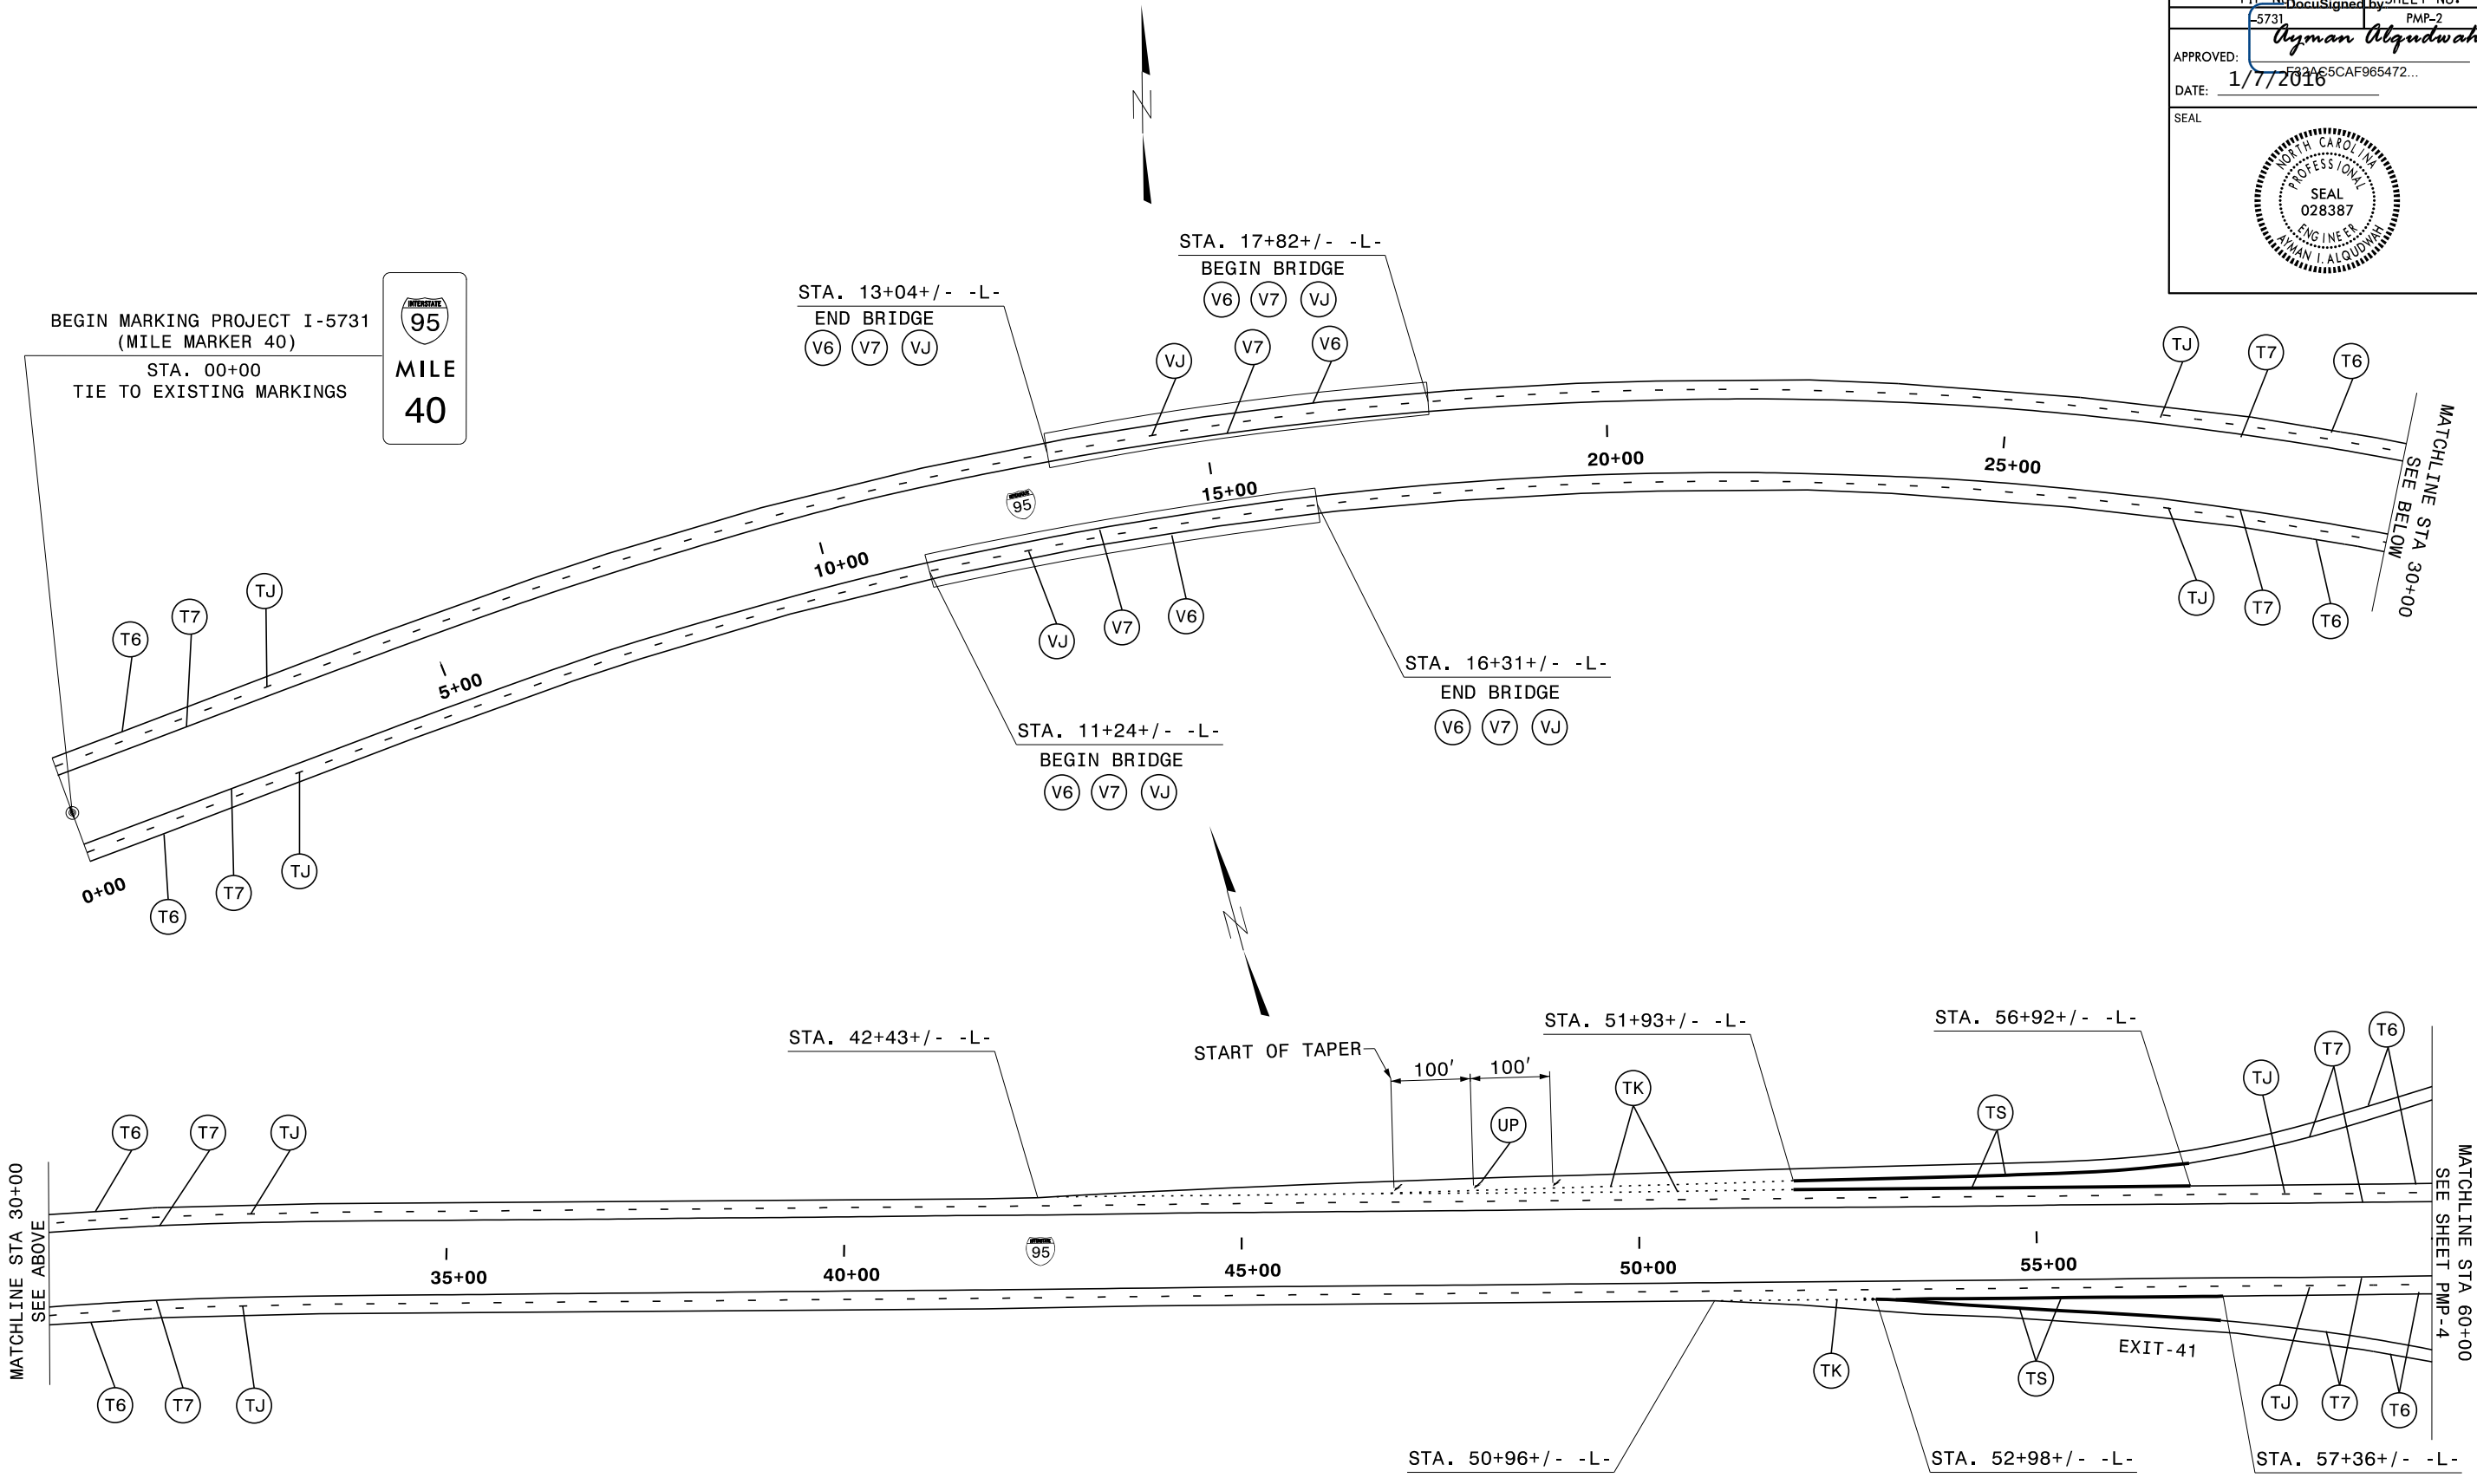 DocuSigned by
SHEET NO.
-5731
PMP-2
Ayman Alqudwah
APPROVED:
F32AC5CAF965472...
DATE: 1/7/2016
SEAL
NORTH CAROLINA
PROFESSIONAL
SEAL
028387
ENGINEER
AYMAN I. ALQUDWAH
N
STA. 17+82+/- -L-
BEGIN BRIDGE
V6 V7 VJ
STA. 13+04+/- -L-
END BRIDGE
V6 V7 VJ
BEGIN MARKING PROJECT I-5731
(MILE MARKER 40)
STA. 00+00
TIE TO EXISTING MARKINGS
INTERSTATE
95
MILE
40
VJ V7 V6
TJ T7 T6
MATCHLINE STA 30+00
SEE BELOW
T6 T7 TJ
0+00
5+00
10+00
15+00
20+00
25+00
95
VJ V7 V6
TJ T7 T6
STA. 16+31+/- -L-
END BRIDGE
V6 V7 VJ
STA. 11+24+/- -L-
BEGIN BRIDGE
V6 V7 VJ
T6 T7 TJ
N
STA. 42+43+/- -L-
START OF TAPER
100' 100'
STA. 51+93+/- -L-
STA. 56+92+/- -L-
T6 T7 TJ
UP
TK
TS
TJ T7 T6
MATCHLINE STA 30+00
SEE ABOVE
35+00
40+00
95
45+00
50+00
55+00
MATCHLINE STA 60+00
SEE SHEET PMP-4
T6 T7 TJ
TK
TS
EXIT-41
TJ T7 T6
STA. 50+96+/- -L-
STA. 52+98+/- -L-
STA. 57+36+/- -L-